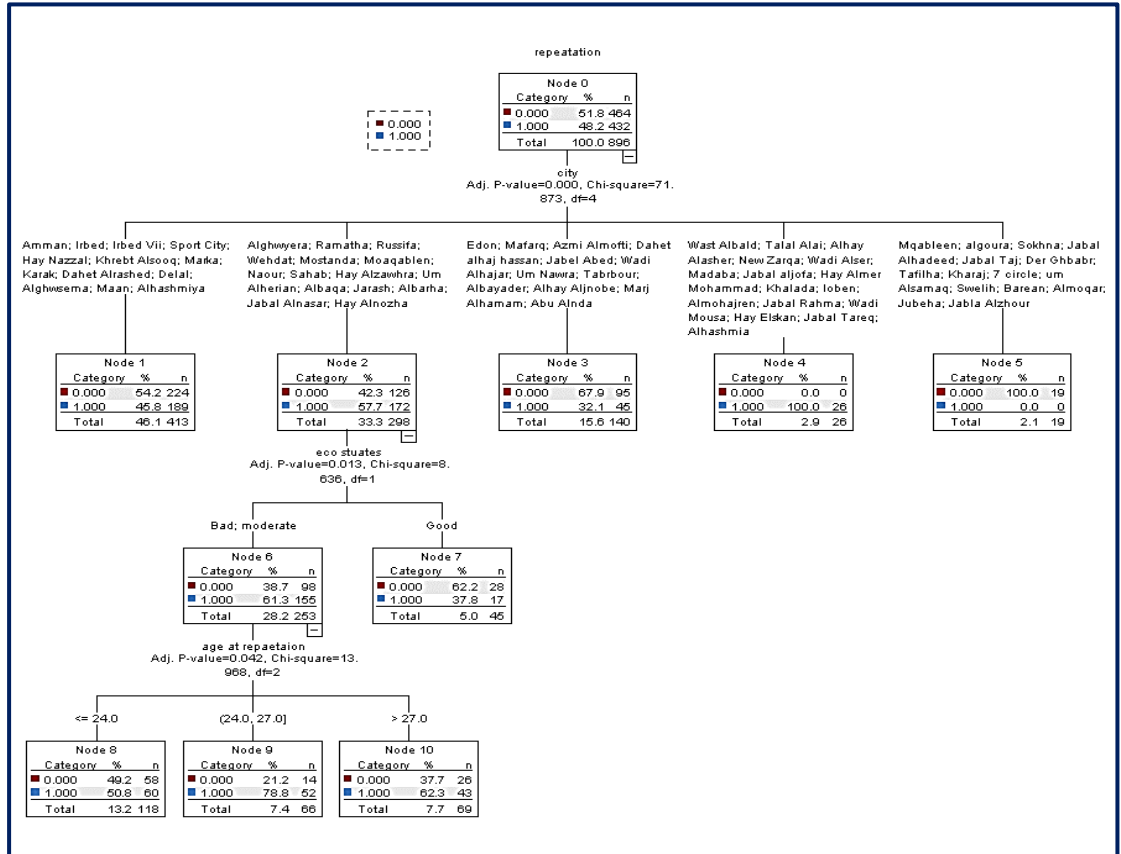 repeatation
Node 0
Category % n
0.000 51.8 464
1.000 48.2 432
Total 100.0 896
0.000
1.000
city
Adj. P-value=0.000, Chi-square=71.
873, df=4
Amman; Irbed; Irbed Vii; Sport City;
Hay Nazzal; Khrebt Alsooq; Marka;
Karak; Dahet Alrashed; Delal;
Alghwsema; Maan; Alhashmiya
Alghwyera; Ramatha; Russifa;
Wehdat; Mostanda; Moaqablen;
Naour; Sahab; Hay Alzawhra; Um
Alherian; Albaqa; Jarash; Albarha;
Jabal Alnasar; Hay Alnozha
Edon; Mafarq; Azmi Almofti; Dahet
alhaj hassan; Jabel Abed; Wadi
Alhajar; Um Nawra; Tabrbour;
Albayader; Alhay Aljnobe; Marj
Alhamam; Abu Alnda
Wast Albald; Talal Alai; Alhay
Alasher; New Zarqa; Wadi Alser;
Madaba; Jabal aljofa; Hay Almer
Mohammad; Khalada; loben;
Almohajren; Jabal Rahma; Wadi
Mousa; Hay Elskan; Jabal Tareq;
Alhashmia
Mqableen; algoura; Sokhna; Jabal
Alhadeed; Jabal Taj; Der Ghbabr;
Tafilha; Kharaj; 7 circle; um
Alsamaq; Swelih; Barean; Almoqar;
Jubeha; Jabla Alzhour
Node 1
Category % n
0.000 54.2 224
1.000 45.8 189
Total 46.1 413
Node 2
Category % n
0.000 42.3 126
1.000 57.7 172
Total 33.3 298
Node 3
Category % n
0.000 67.9 95
1.000 32.1 45
Total 15.6 140
Node 4
Category % n
0.000 0.0 0
1.000 100.0 26
Total 2.9 26
Node 5
Category % n
0.000 100.0 19
1.000 0.0 0
Total 2.1 19
eco stuates
Adj. P-value=0.013, Chi-square=8.
636, df=1
Bad; moderate
Good
Node 6
Category % n
0.000 38.7 98
1.000 61.3 155
Total 28.2 253
Node 7
Category % n
0.000 62.2 28
1.000 37.8 17
Total 5.0 45
age at repaetaion
Adj. P-value=0.042, Chi-square=13.
968, df=2
<= 24.0
(24.0, 27.0]
> 27.0
Node 8
Category % n
0.000 49.2 58
1.000 50.8 60
Total 13.2 118
Node 9
Category % n
0.000 21.2 14
1.000 78.8 52
Total 7.4 66
Node 10
Category % n
0.000 37.7 26
1.000 62.3 43
Total 7.7 69